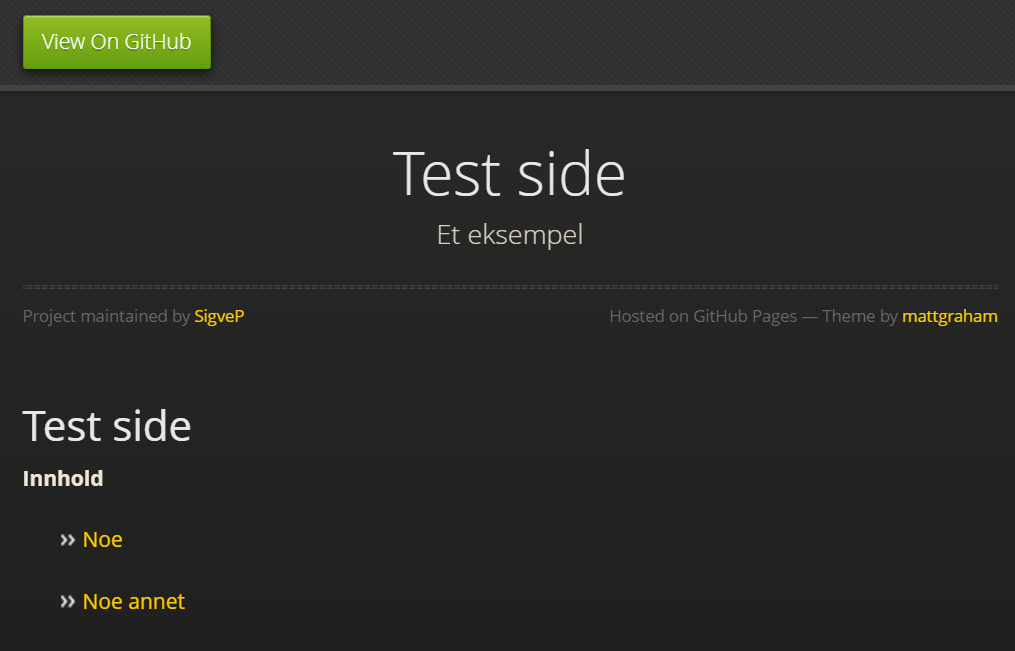 View On GitHub
Test side
Et eksempel
Project maintained by SigveP
Hosted on GitHub Pages — Theme by mattgraham
Test side
Innhold
Noe
Noe annet